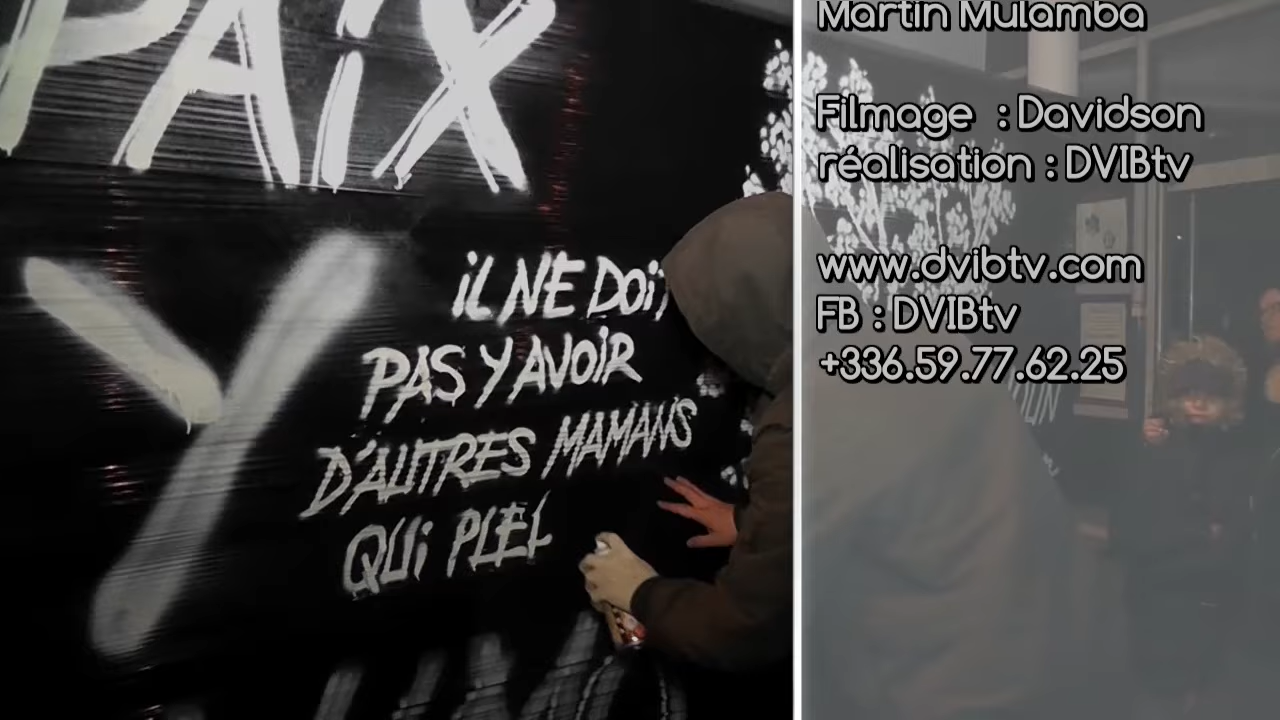 PAiX
Y
iL NE DOiT
PAS Y AVOiR
D'AUTRES MAMANS
QUi PLEL
Martin Mulamba
Filmage : Davidson
réalisation : DVIBtv
www.dvibtv.com
FB : DVIBtv
+336.59.77.62.25